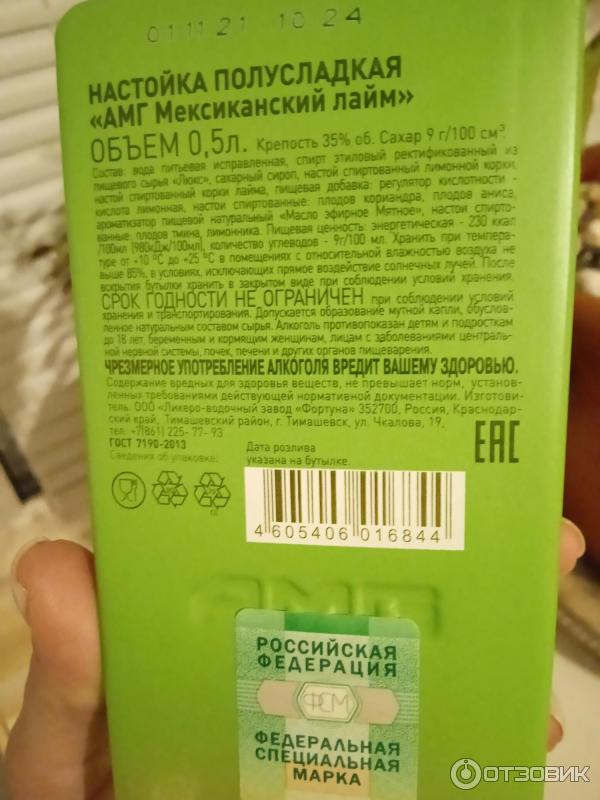 01 11 21 10 24
НАСТОЙКА ПОЛУСЛАДКАЯ
«АМГ Мексиканский лайм»
ОБЪЕМ 0,5л. Крепость 35% об. Сахар 9 г/100 см³.
Состав: вода питьевая исправленная, спирт этиловый ректификованный из
пищевого сырья «Люкс», сахарный сироп, настой спиртованный лимонной корки,
настой спиртованный корки лайма, пищевая добавка: регулятор кислотности -
кислота лимонная, настои спиртованные: плодов кориандра, плодов аниса,
ароматизатор пищевой натуральный «Масло эфирное Мятное», настои спирто-
ванные: плодов тмина, лимонника. Пищевая ценность: энергетическая - 230 ккал
/100мл (980кДж/100мл), количество углеводов - 9г/100 мл. Хранить при темпера-
туре от +10 °С до +25 °С в помещениях с относительной влажностью воздуха не
выше 85%, в условиях, исключающих прямое воздействие солнечных лучей. После
вскрытия бутылки хранить в закрытом виде при соблюдении условий хранения.
СРОК ГОДНОСТИ НЕ ОГРАНИЧЕН при соблюдении условий
хранения и транспортирования. Допускается образование мутной капли, обуслов-
ленное натуральным составом сырья. Алкоголь противопоказан детям и подросткам
до 18 лет, беременным и кормящим женщинам, лицам с заболеваниями централь-
ной нервной системы, почек, печени и других органов пищеварения.
ЧРЕЗМЕРНОЕ УПОТРЕБЛЕНИЕ АЛКОГОЛЯ ВРЕДИТ ВАШЕМУ ЗДОРОВЬЮ.
Содержание вредных для здоровья веществ, не превышает норм, установ-
ленных требованиями действующей нормативной документации. Изготови-
тель: ООО «Ликеро-водочный завод «Фортуна» 352700, Россия, Краснодар-
ский край, Тимашевский район, г. Тимашевск, ул. Чкалова, 19.
тел: +7(861) 225- 77- 93
ГОСТ 7190-2013
Сведения об упаковке:
Дата розлива
указана на бутылке.
ЕАС
4 605406 016844
АМГ
РОССИЙСКАЯ
ФЕДЕРАЦИЯ
ФСМ
ФЕДЕРАЛЬНАЯ
СПЕЦИАЛЬНАЯ
МАРКА
ОТЗОВИК